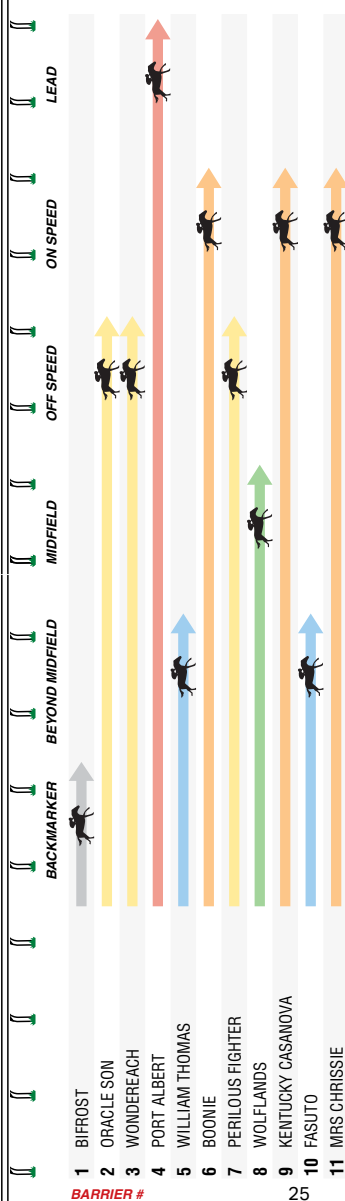 BACKMARKER BEYOND MIDFIELD MIDFIELD OFF SPEED ON SPEED LEAD
1 BIFROST
2 ORACLE SON
3 WONDEREACH
4 PORT ALBERT
5 WILLIAM THOMAS
6 BOONIE
7 PERILOUS FIGHTER
8 WOLFLANDS
9 KENTUCKY CASANOVA
10 FASUTO
11 MRS CHRISSIE
BARRIER #
25